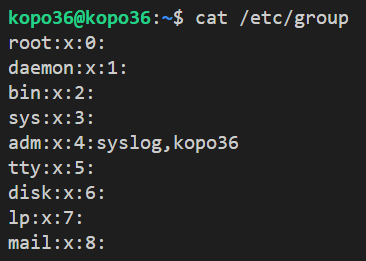 kopo36@kopo36:~$ cat /etc/group
root:x:0:
daemon:x:1:
bin:x:2:
sys:x:3:
adm:x:4:syslog,kopo36
tty:x:5:
disk:x:6:
lp:x:7:
mail:x:8: